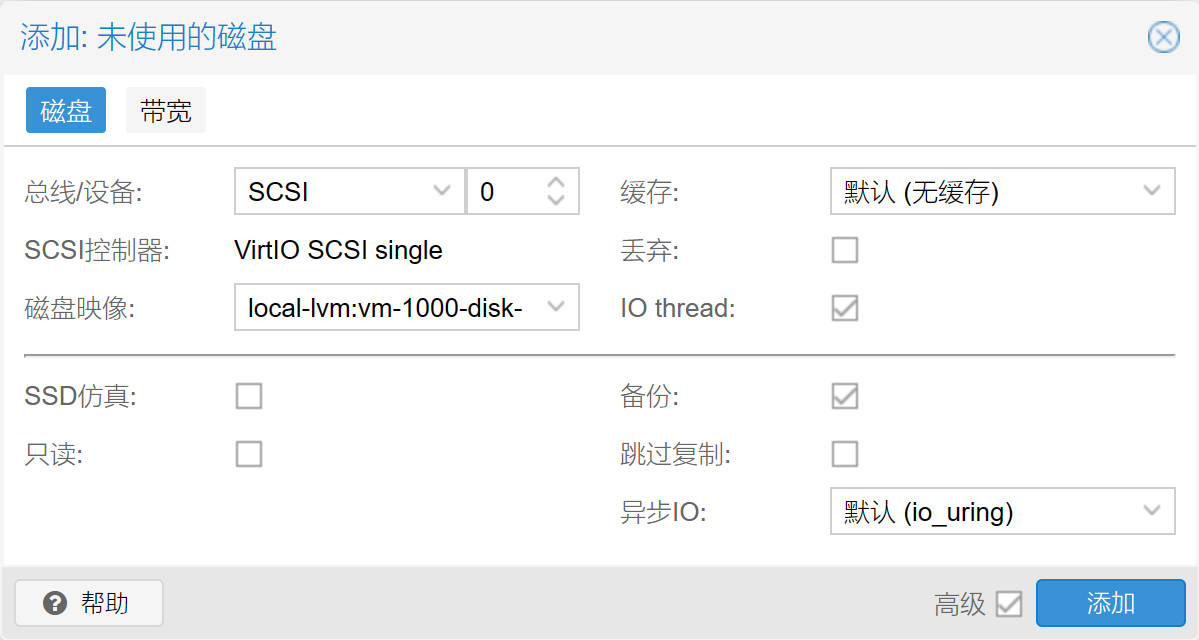 添加: 未使用的磁盘
磁盘 带宽
总线/设备: SCSI 0 缓存: 默认 (无缓存)
SCSI控制器: VirtIO SCSI single 丢弃:
磁盘映像: local-lvm:vm-1000-disk- IO thread:
SSD仿真: 备份:
只读: 跳过复制:
异步IO: 默认 (io_uring)
帮助 高级 添加